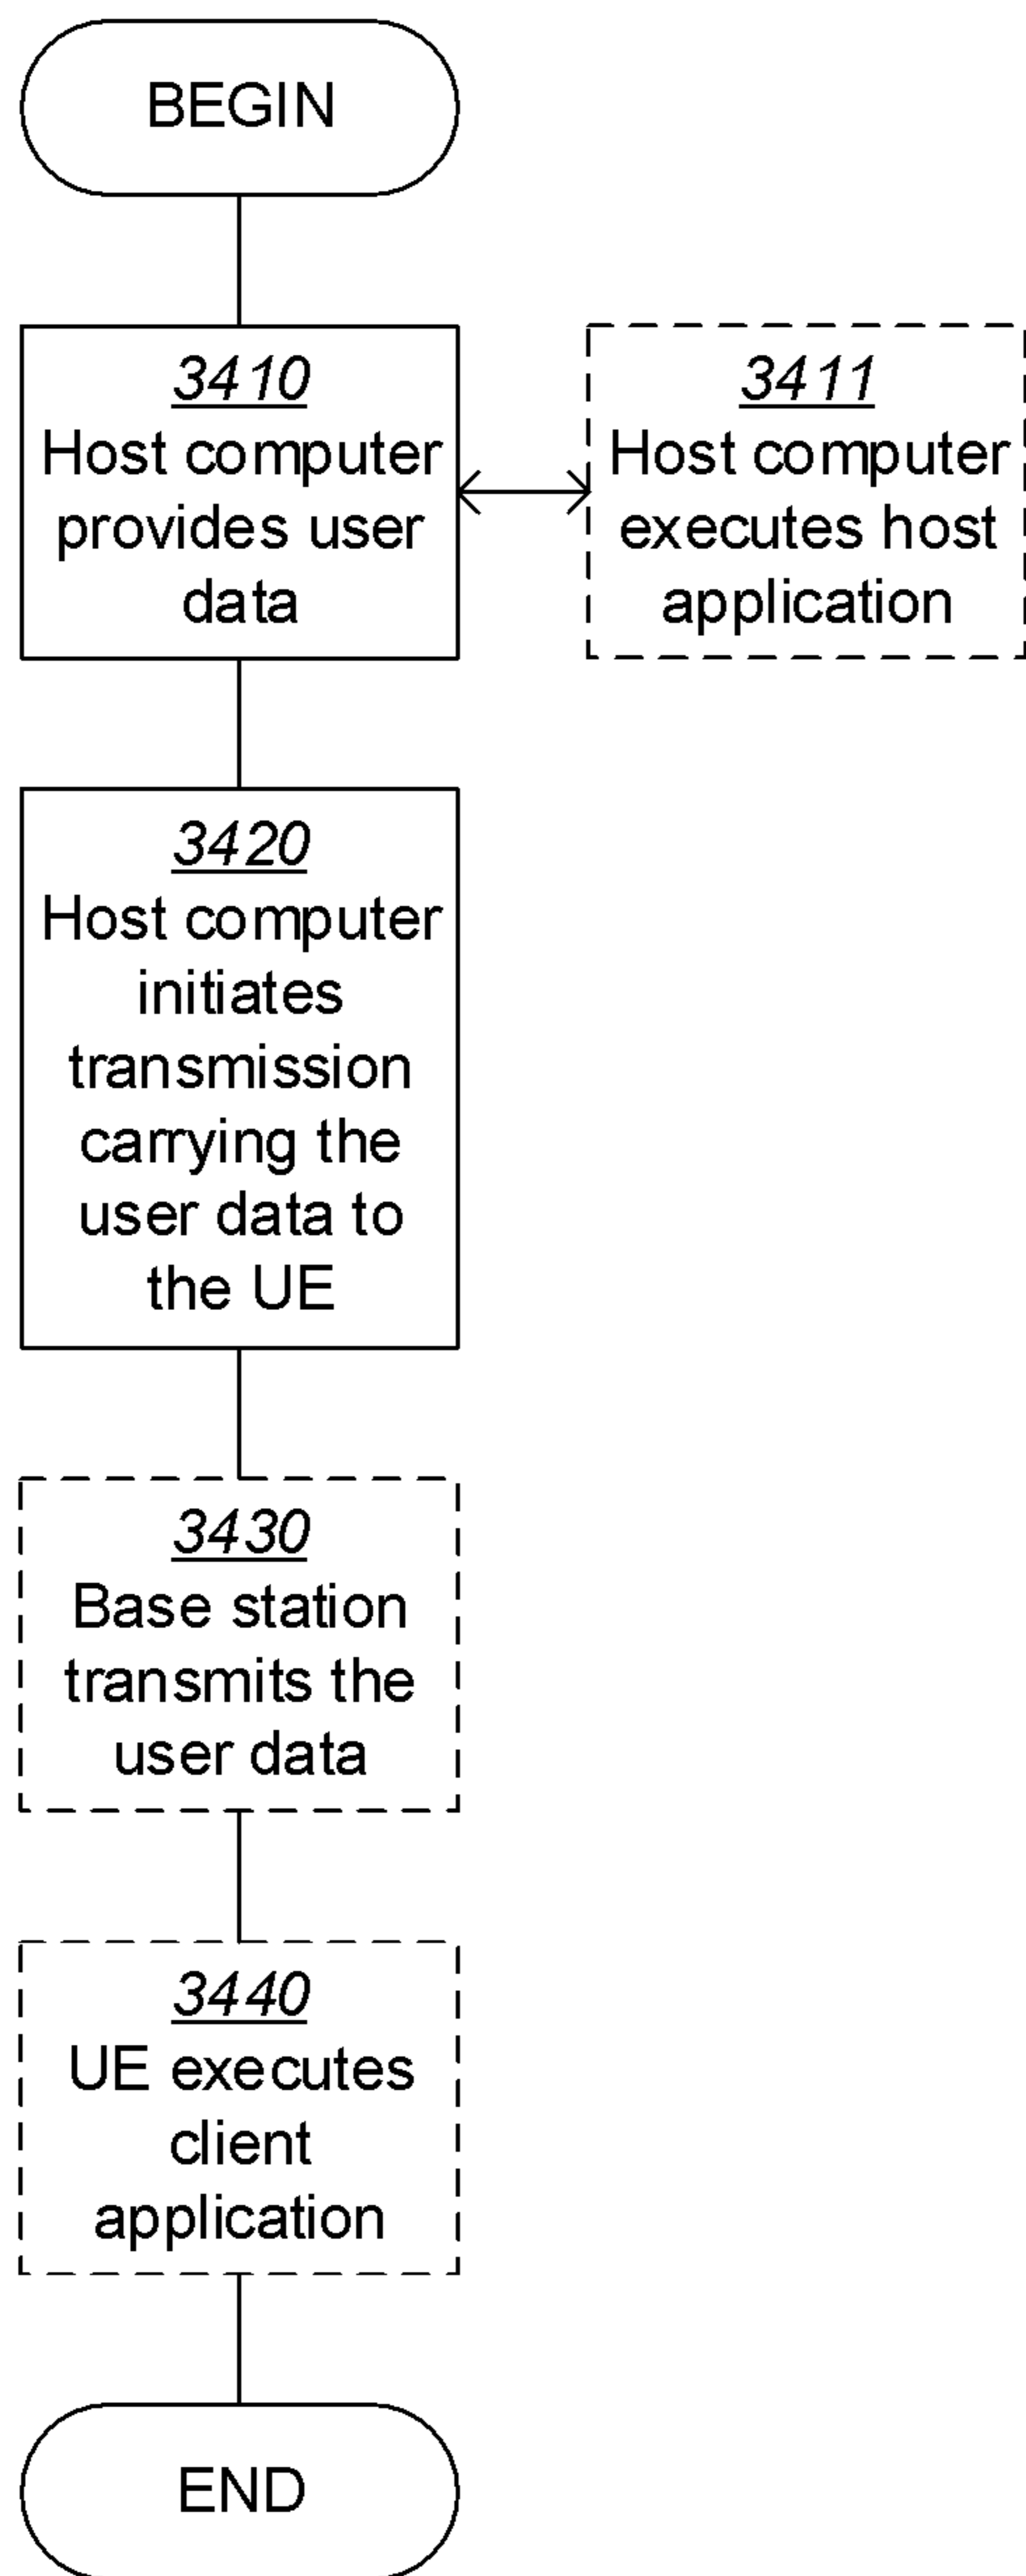 BEGIN
3410
Host computer
provides user
data
3411
Host computer
executes host
application
3420
Host computer
initiates
transmission
carrying the
user data to
the UE
3430
Base station
transmits the
user data
3440
UE executes
client
application
END